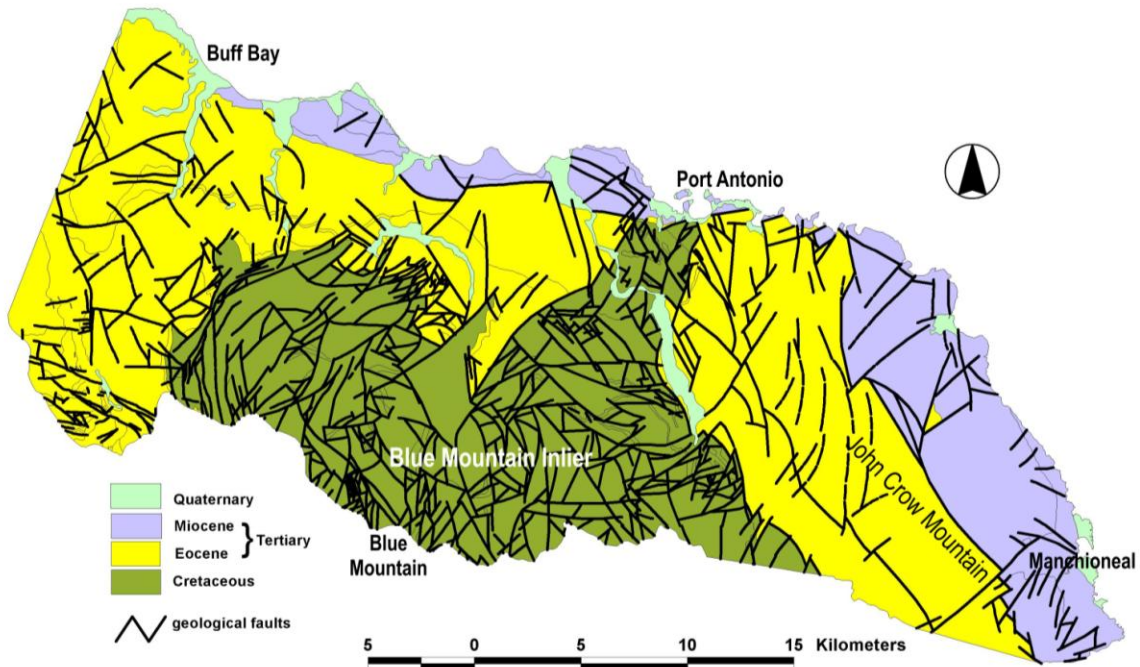 Buff Bay
Port Antonio
Blue Mountain Inlier
John Crow Mountain
Manchioneal
Blue
Mountain
Quaternary
Miocene
Eocene
} Tertiary
Cretaceous
geological faults
5 0 5 10 15 Kilometers